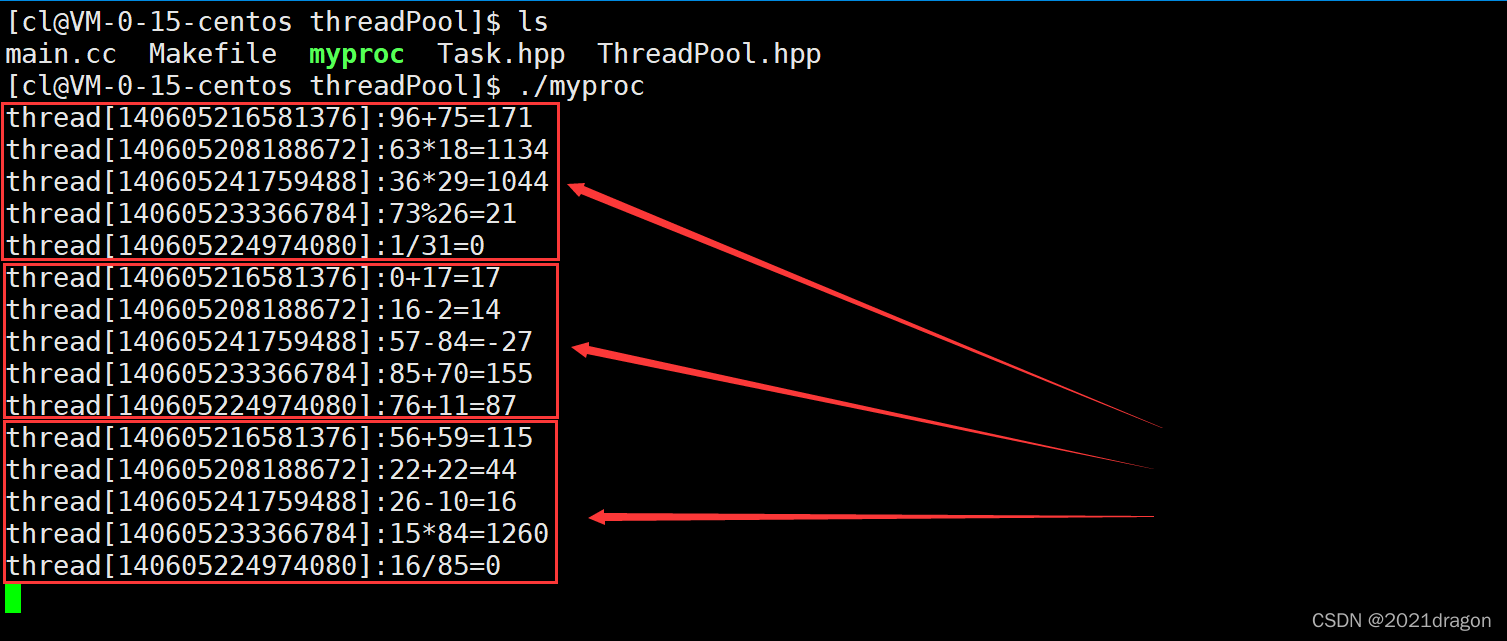 [cl@VM-0-15-centos threadPool]$ ls
main.cc  Makefile  myproc  Task.hpp  ThreadPool.hpp
[cl@VM-0-15-centos threadPool]$ ./myproc
thread[140605216581376]:96+75=171
thread[140605208188672]:63*18=1134
thread[140605241759488]:36*29=1044
thread[140605233366784]:73%26=21
thread[140605224974080]:1/31=0
thread[140605216581376]:0+17=17
thread[140605208188672]:16-2=14
thread[140605241759488]:57-84=-27
thread[140605233366784]:85+70=155
thread[140605224974080]:76+11=87
thread[140605216581376]:56+59=115
thread[140605208188672]:22+22=44
thread[140605241759488]:26-10=16
thread[140605233366784]:15*84=1260
thread[140605224974080]:16/85=0
CSDN @2021dragon